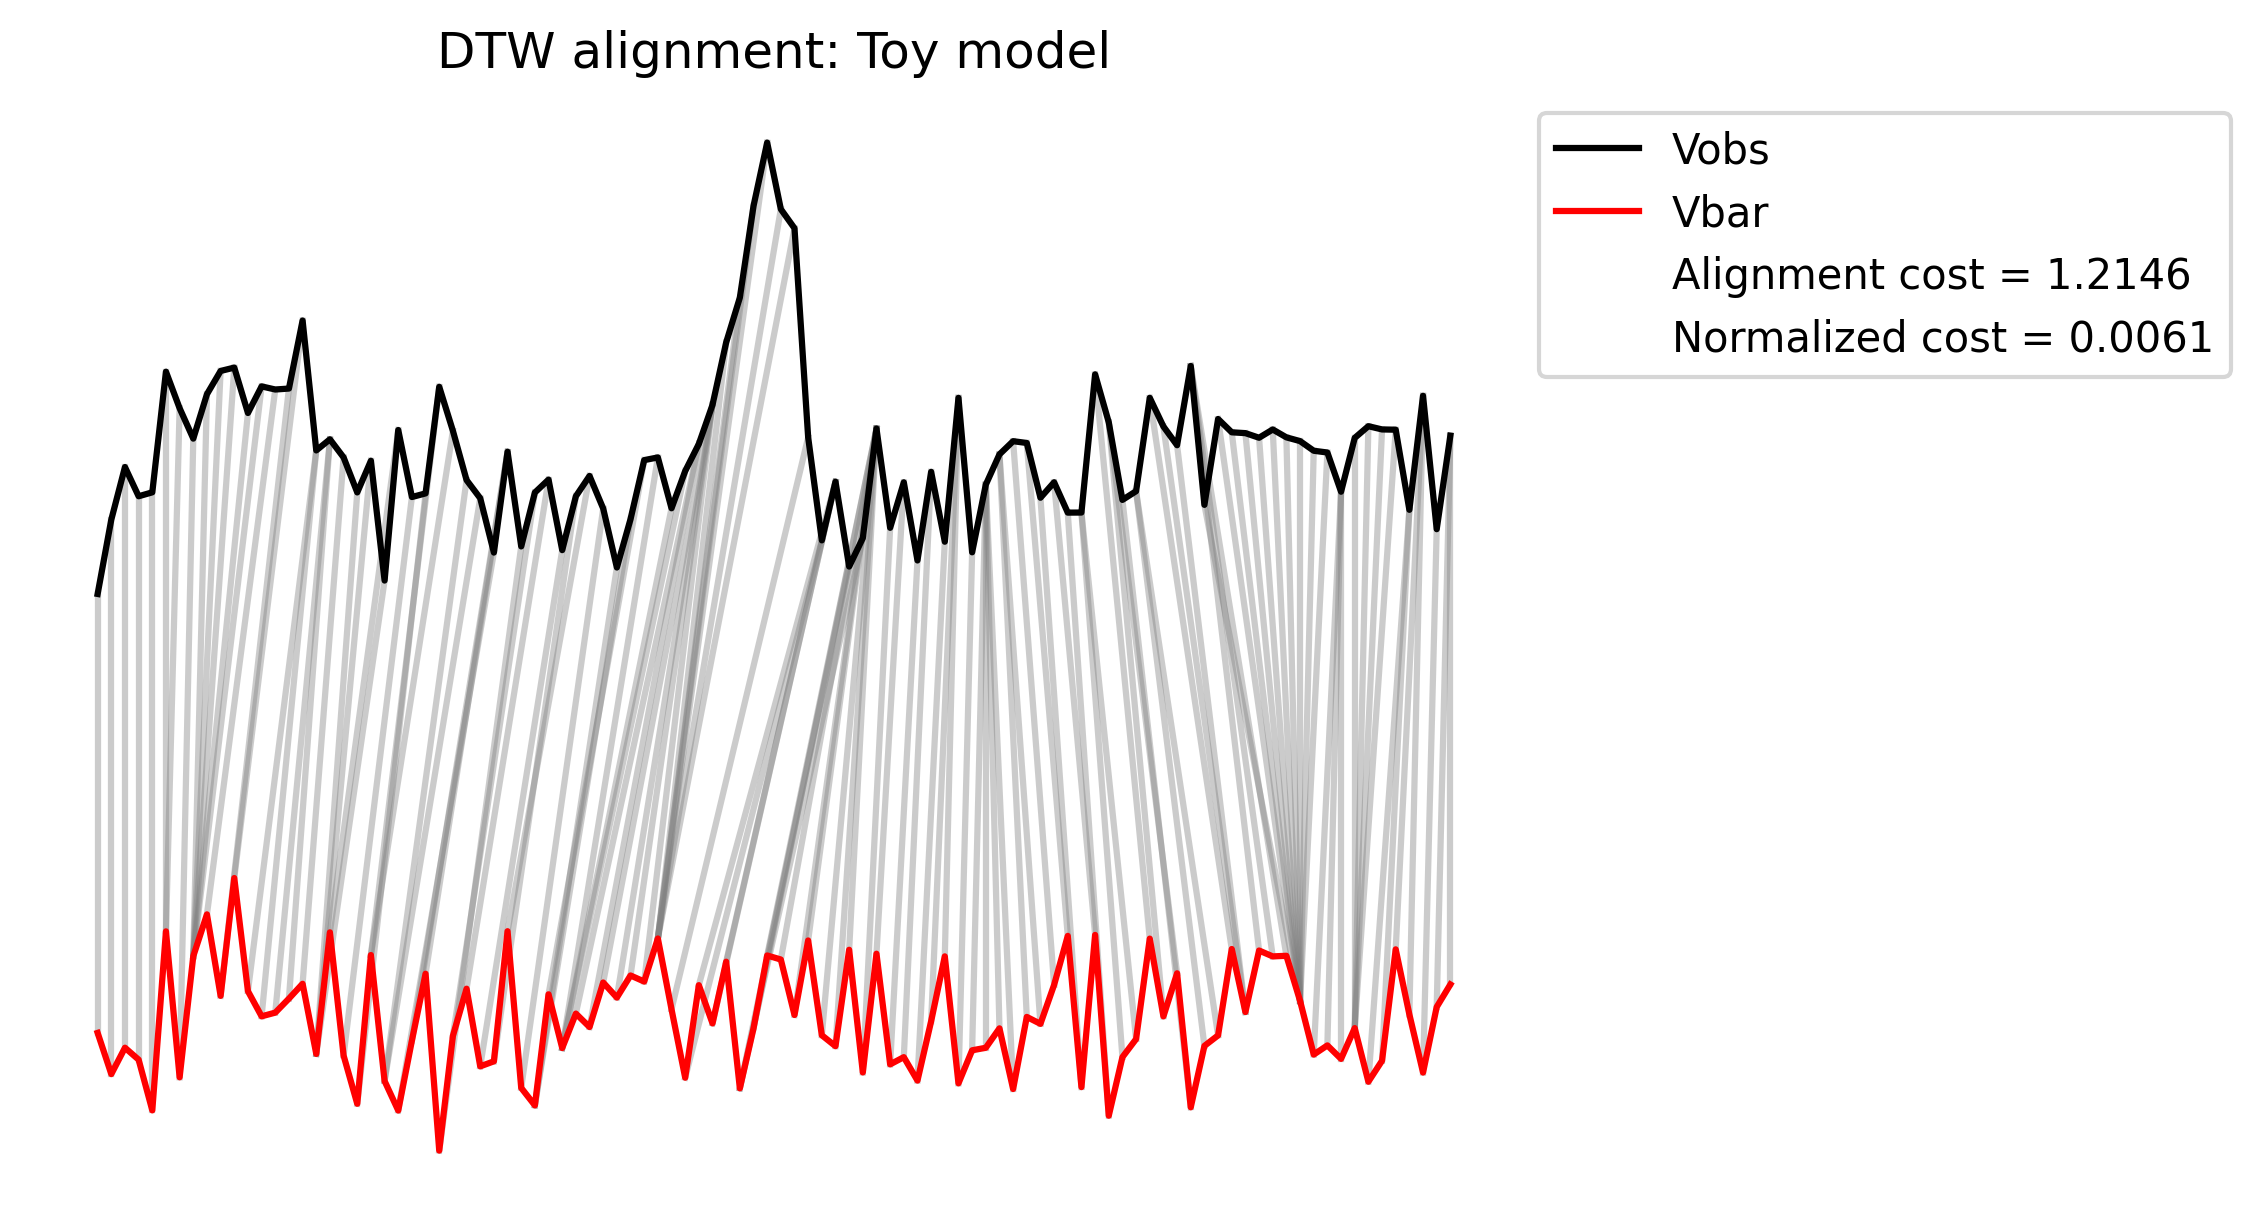 DTW alignment: Toy model
Vobs
Vbar
Alignment cost = 1.2146
Normalized cost = 0.0061